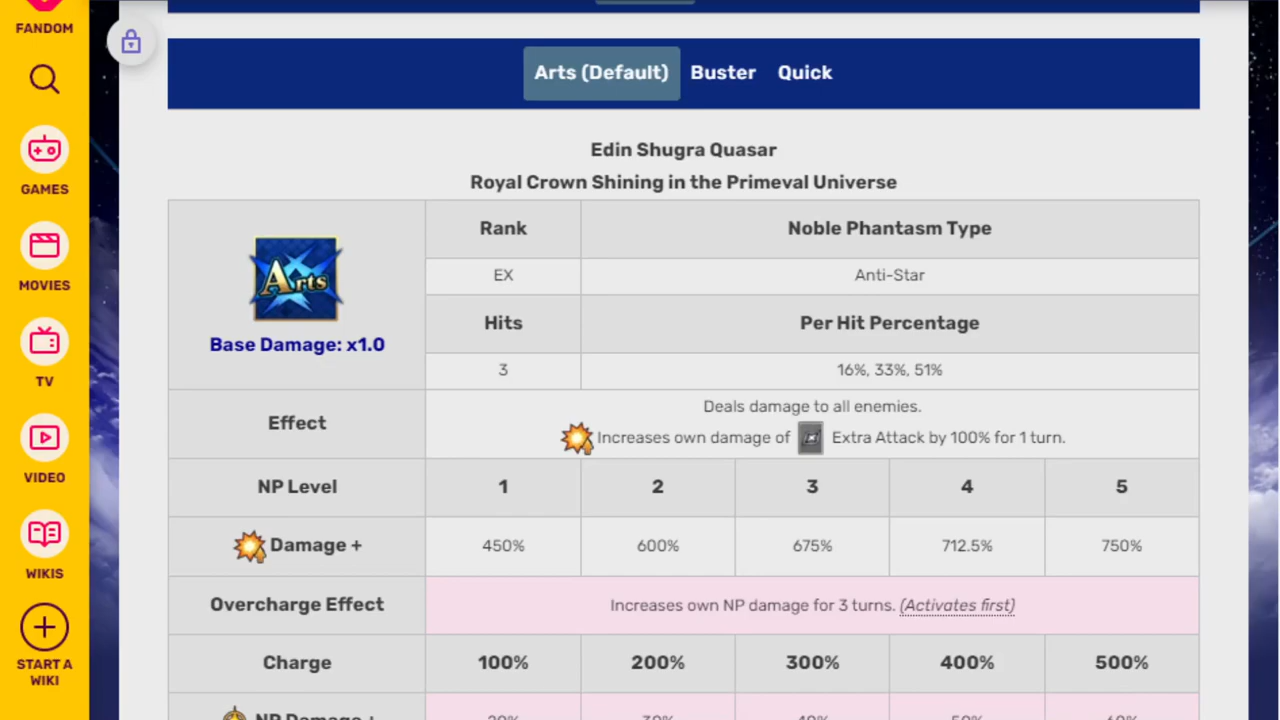 FANDOM
GAMES
MOVIES
TV
VIDEO
WIKIS
START A
WIKI
Arts (Default) Buster Quick
Edin Shugra Quasar
Royal Crown Shining in the Primeval Universe
Arts
Base Damage: x1.0
Rank Noble Phantasm Type
EX Anti-Star
Hits Per Hit Percentage
3 16%, 33%, 51%
Effect
Deals damage to all enemies.
Increases own damage of Extra Attack by 100% for 1 turn.
NP Level 1 2 3 4 5
Damage + 450% 600% 675% 712.5% 750%
Overcharge Effect Increases own NP damage for 3 turns. (Activates first)
Charge 100% 200% 300% 400% 500%
NP Damage +